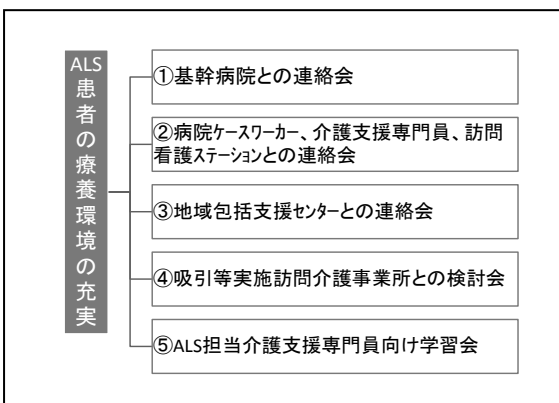 ALS患者の療養環境の充実
①基幹病院との連絡会
②病院ケースワーカー、介護支援専門員、訪問
看護ステーションとの連絡会
③地域包括支援センターとの連絡会
④吸引等実施訪問介護事業所との検討会
⑤ALS担当介護支援専門員向け学習会